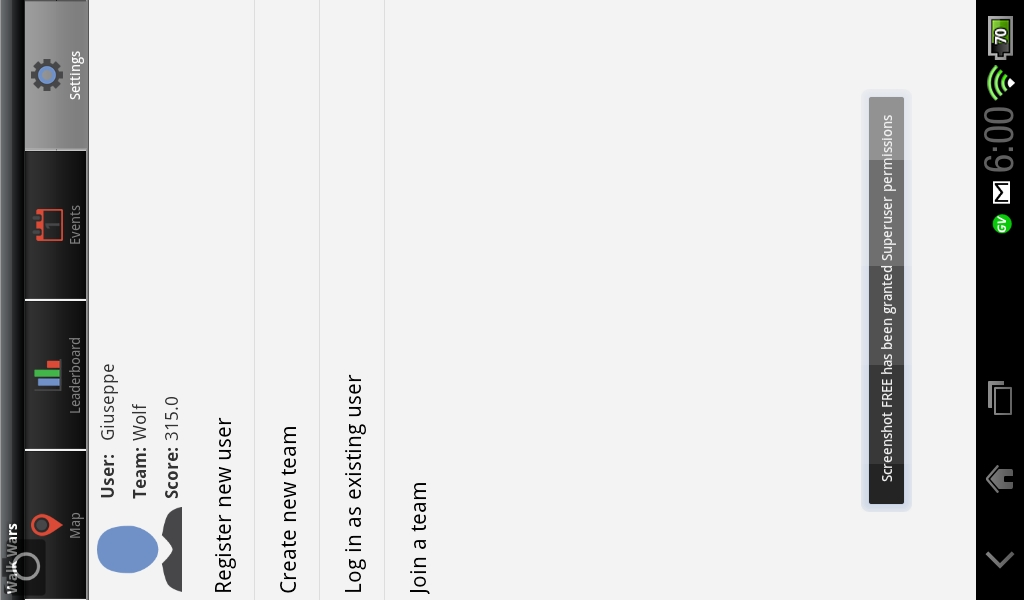 Walk Wars
Map
Leaderboard
Events
1
Settings
User: Giuseppe
Team: Wolf
Score: 315.0
Register new user
Create new team
Log in as existing user
Join a team
Screenshot FREE has been granted Superuser permissions
GV
6:00
70